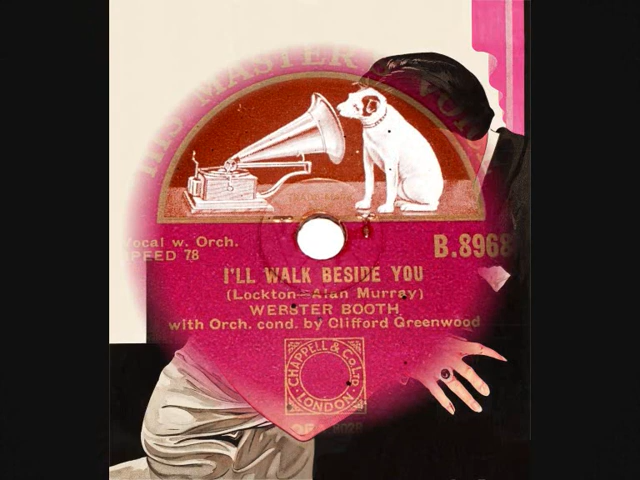 HIS MASTER'S VOICE
Vocal w. Orch.
SPEED 78
B.8968
I'LL WALK BESIDE YOU
(Lockton—Alan Murray)
WEBSTER BOOTH
with Orch. cond. by Clifford Greenwood
CHAPPELL & CO LTD
· LONDON ·